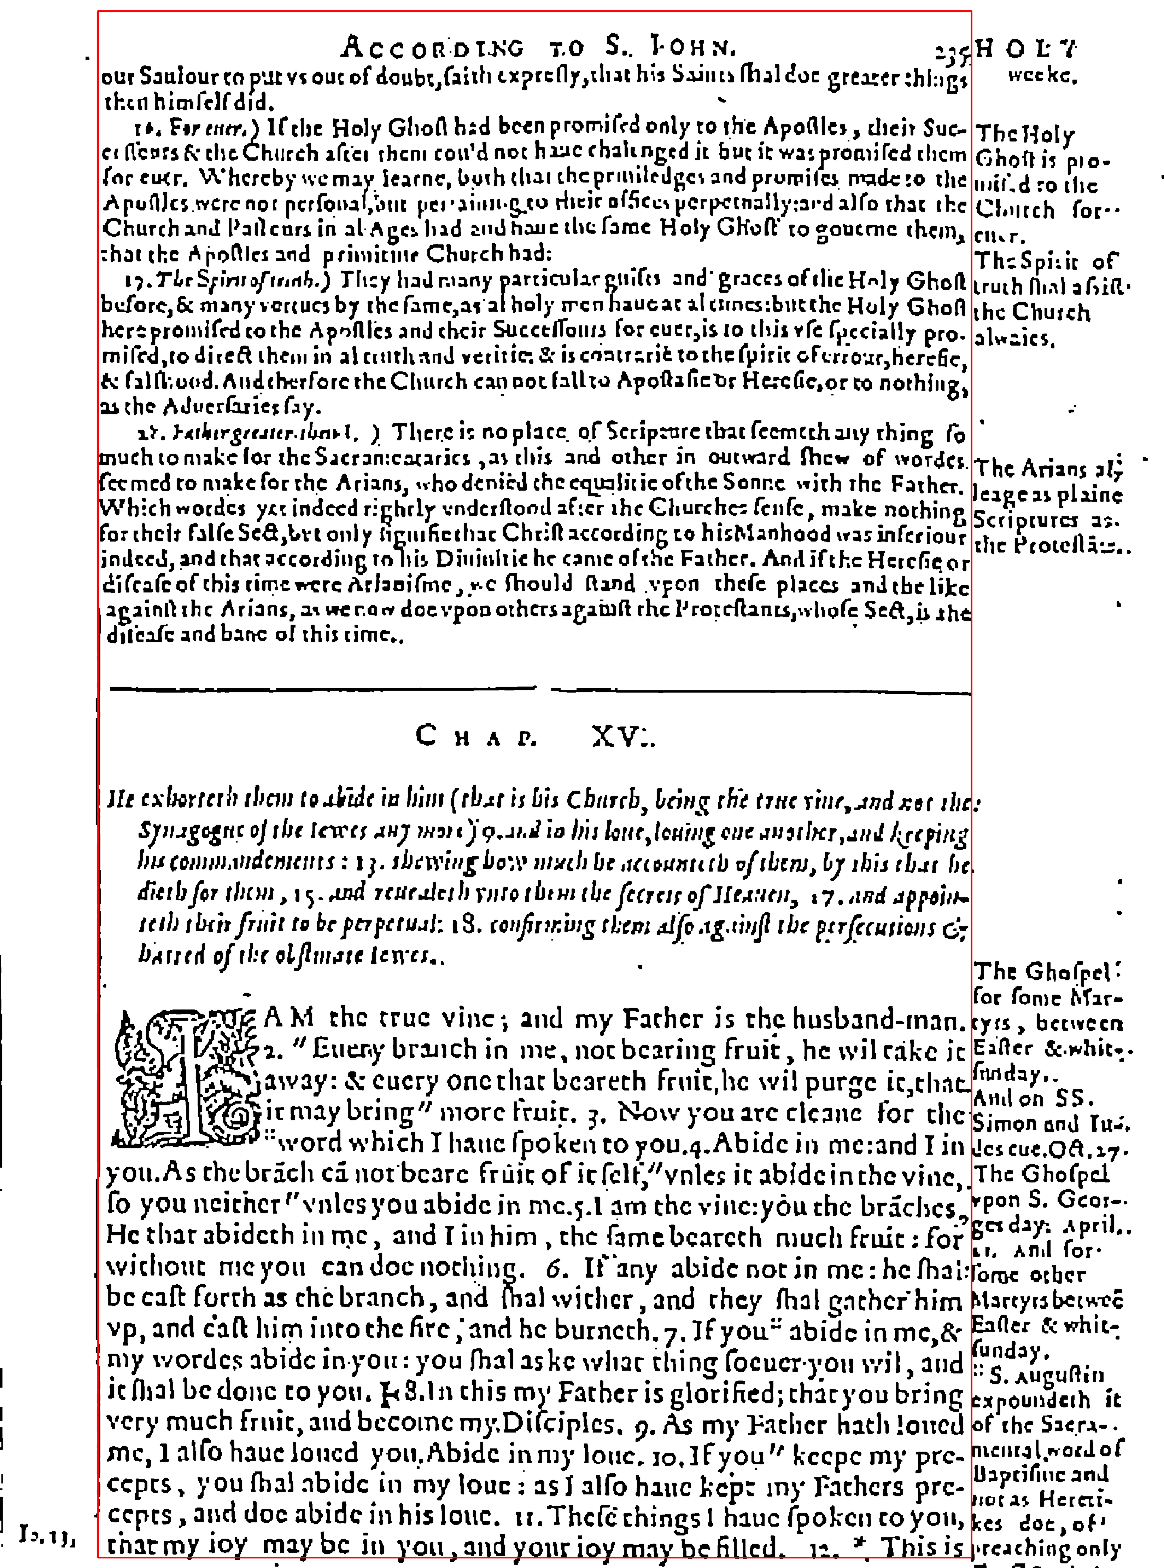 ACCORDING TO S. IOHN. 235
HOLY
weeke.
our Sauiour to put vs out of doubt, saith expresly, that his Saints shal doe greater things
then himself did.
16. For euer.) If the Holy Ghost had been promised only to the Apostles, their Suc-
cessours & the Church after them could not haue chalenged it but it was promised them
for euer. Whereby we may learne, both that the priuiledges and promises made to the
Apostles were not personal, but pertaining to their offices perpetually: and also that the
Church and Pastours in al Ages had and haue the same Holy Ghost to gouerne them,
that the Apostles and primitiue Church had:
17. The Spirit of truth.) They had many particular guifts and graces of the Holy Ghost
before, & many vertues by the same, as al holy men haue at al times: but the Holy Ghost
here promised to the Apostles and their Successours for euer, is to this vse specially pro-
mised, to direct them in al truth and veritie: & is contrarie to the spirit of errour, heresie,
& falshood. And therfore the Church can not fall to Apostasie or Heresie, or to nothing,
as the Aduersaries say.
28. Father greater then I. ) There is no place of Scripture that seemeth any thing so
much to make for the Sacramentaries, as this and other in outward shew of wordes
seemed to make for the Arians, who denied the equalitie of the Sonne with the Father.
Which wordes yet indeed rightly vnderstood after the Churches sense, make nothing
for their false Sect, but only signifie that Christ according to his Manhood was inferiour
indeed, and that according to his Diuinitie he came of the Father. And if the Heresie or
disease of this time were Arianisme, we should stand vpon these places and the like
against the Arians, as we now doe vpon others against the Protestants, whose Sect, is the
disease and bane of this time.
The Holy
Ghost is pro-
mised to the
Church for-
euer.
The Spirit of
truth shal assist
the Church
alwaies.
The Arians al-
leage as plaine
Scriptures as
the Protestāts.
CHAP. XV.
He exhorteth them to abide in him (that is his Church, being the true vine, and not the
Synagogue of the Iewes any more) 9. and in his loue, louing one another, and keeping
his commandements: 13. shewing how much he accounteth of them, by this that he
dieth for them, 15. and reuealeth vnto them the secrets of Heauen, 17. and appoin-
teth their fruit to be perpetual: 18. confirming them also against the persecutions &
hatred of the obstinate Iewes.
I AM the true vine; and my Father is the husband-man.
2. "Euery branch in me, not bearing fruit, he wil take it
away: & euery one that beareth fruit, he wil purge it, that
it may bring" more fruit. 3. Now you are cleane for the
"word which I haue spoken to you. 4. Abide in me: and I in
you. As the brāch cā not beare fruit of it self, "vnles it abide in the vine,
so you neither "vnles you abide in me. 5. I am the vine: you the brāches,
He that abideth in me, and I in him, the same beareth much fruit: for
without me you can doe nothing. 6. If any abide not in me: he shal
be cast forth as the branch, and shal wither, and they shal gather him
vp, and cast him into the fire, and he burneth. 7. If you" abide in me, &
my wordes abide in you: you shal aske what thing soeuer you wil, and
it shal be done to you. 8. In this my Father is glorified; that you bring
very much fruit, and become my Disciples. 9. As my Father hath loued
me, I also haue loued you. Abide in my loue. 10. If you" keepe my pre-
cepts, you shal abide in my loue: as I also haue kept my Fathers pre-
cepts, and doe abide in his loue. 11. These things I haue spoken to you,
that my ioy may be in you, and your ioy may be filled. 12. * This is
The Ghospel
for some Mar-
tyrs, between
Easter & whit-
sunday.
And on SS.
Simon and Iu-
des eue. Oct. 27.
The Ghospel
vpon S. Geor-
ges day. April.
And for
some other
Martyrs betweē
Easter & whit-
sunday.
" S. Augustin
expoundeth it
of the Sacra-
mental word of
Baptisme and
not as Hereti-
kes doe, of
preaching only
Io. 13,